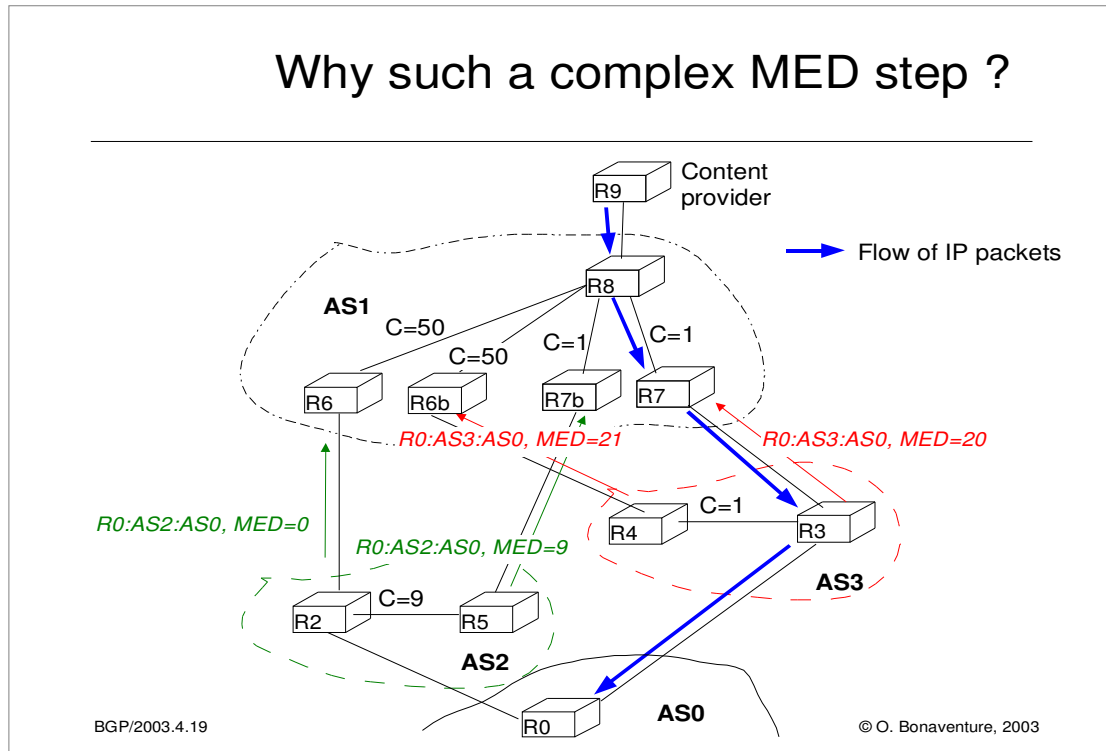 Why such a complex MED step ?
R9
Content
provider
Flow of IP packets
R8
AS1
C=50
C=50
C=1
C=1
R6
R6b
R7b
R7
R0:AS3:AS0, MED=21
R0:AS3:AS0, MED=20
R0:AS2:AS0, MED=0
R4
C=1
R3
R0:AS2:AS0, MED=9
AS3
R2
C=9
R5
AS2
R0
AS0
BGP/2003.4.19
© O. Bonaventure, 2003